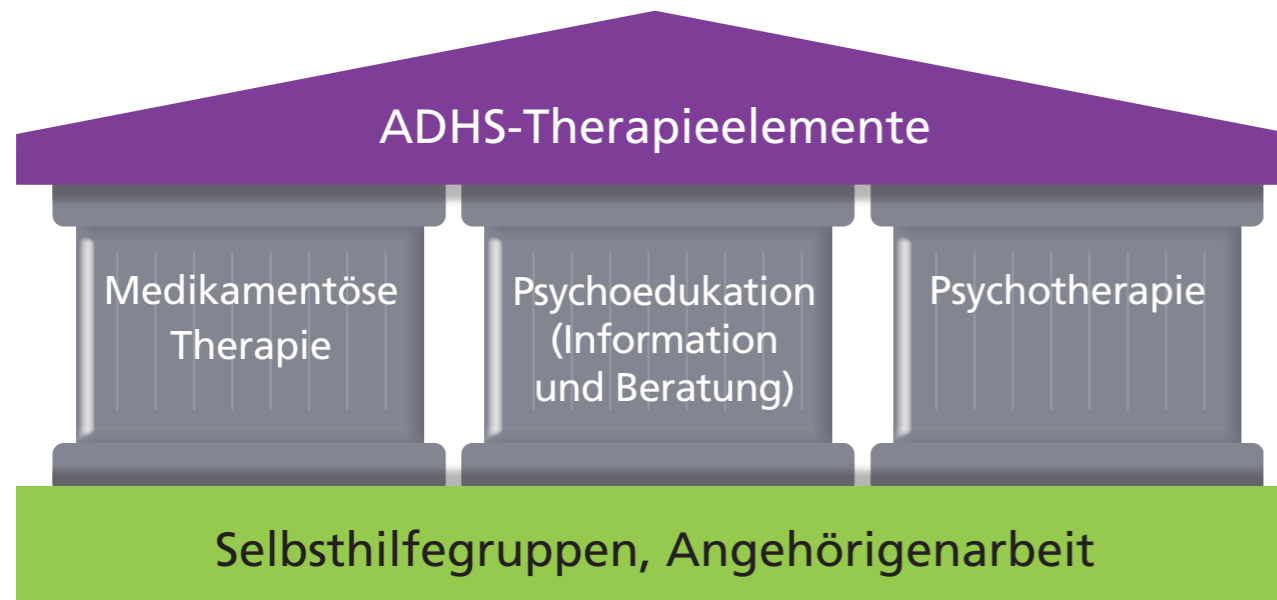 ADHS-Therapieelemente
Medikamentöse
Therapie
Psychoedukation
(Information
und Beratung)
Psychotherapie
Selbsthilfegruppen, Angehörigenarbeit